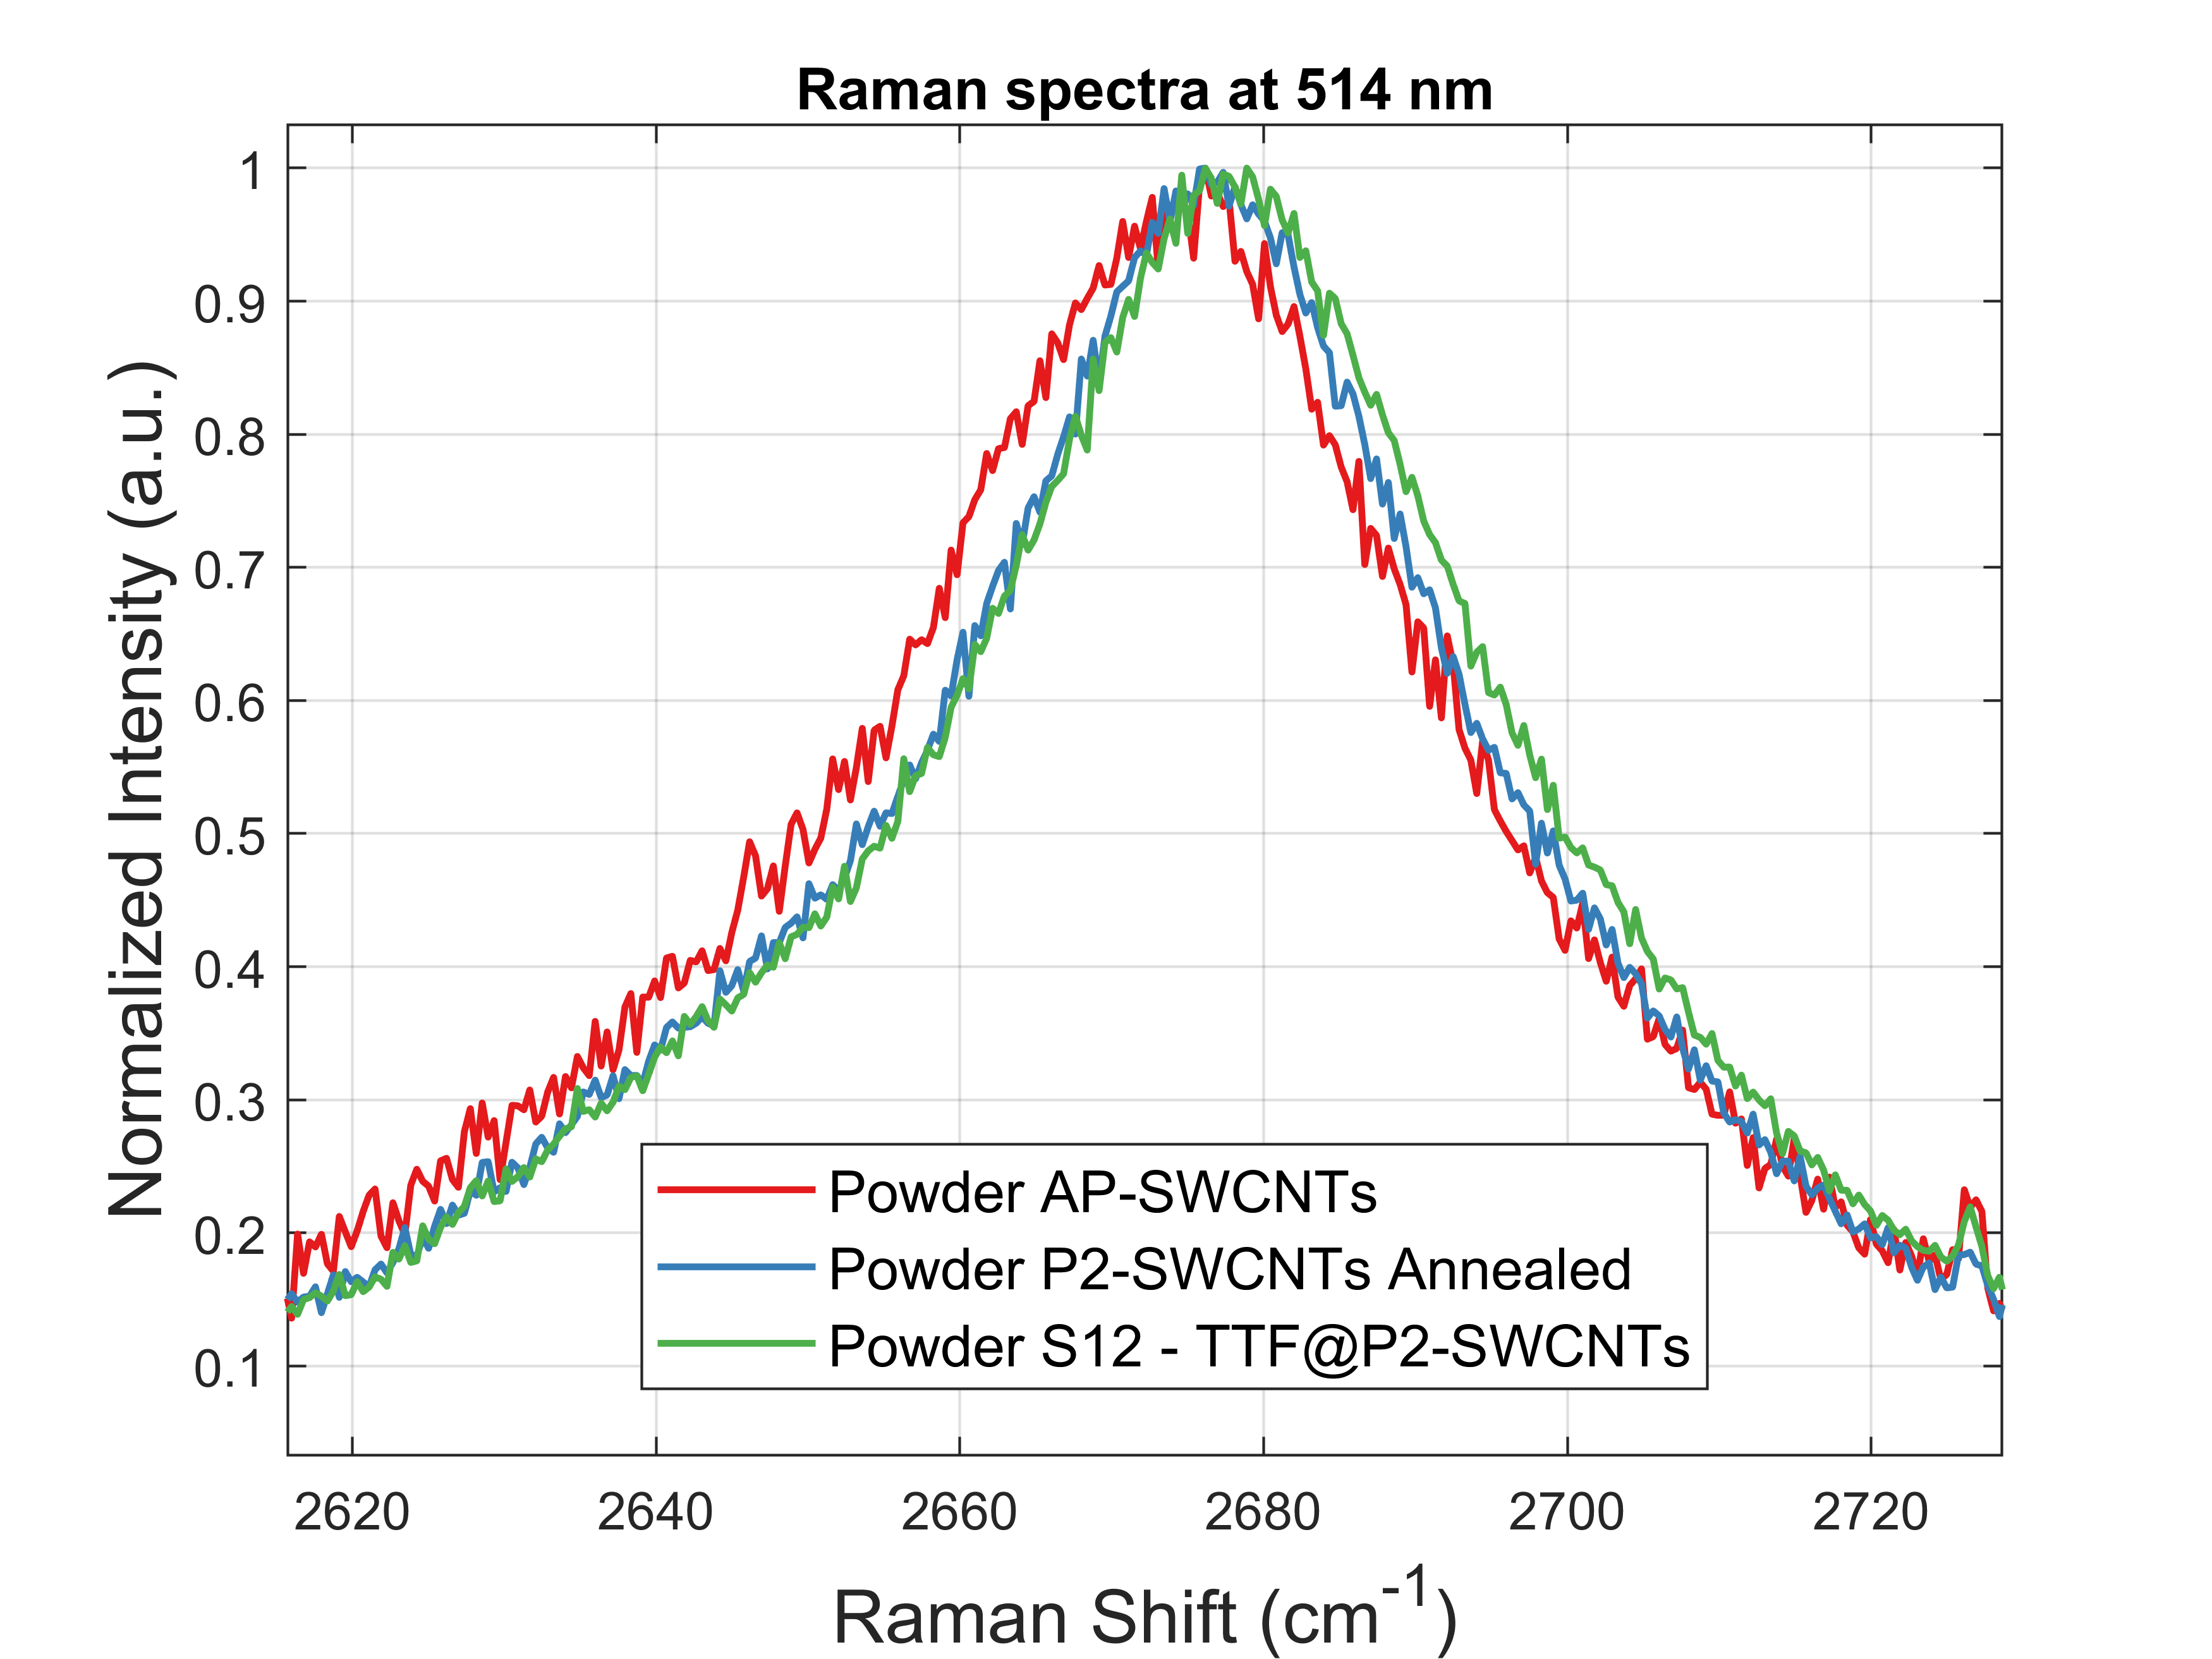 Raman spectra at 514 nm
Normalized Intensity (a.u.)
1
0.9
0.8
0.7
0.6
0.5
0.4
0.3
0.2
0.1
Powder AP-SWCNTs
Powder P2-SWCNTs Annealed
Powder S12 - TTF@P2-SWCNTs
2620 2640 2660 2680 2700 2720
Raman Shift (cm⁻¹)